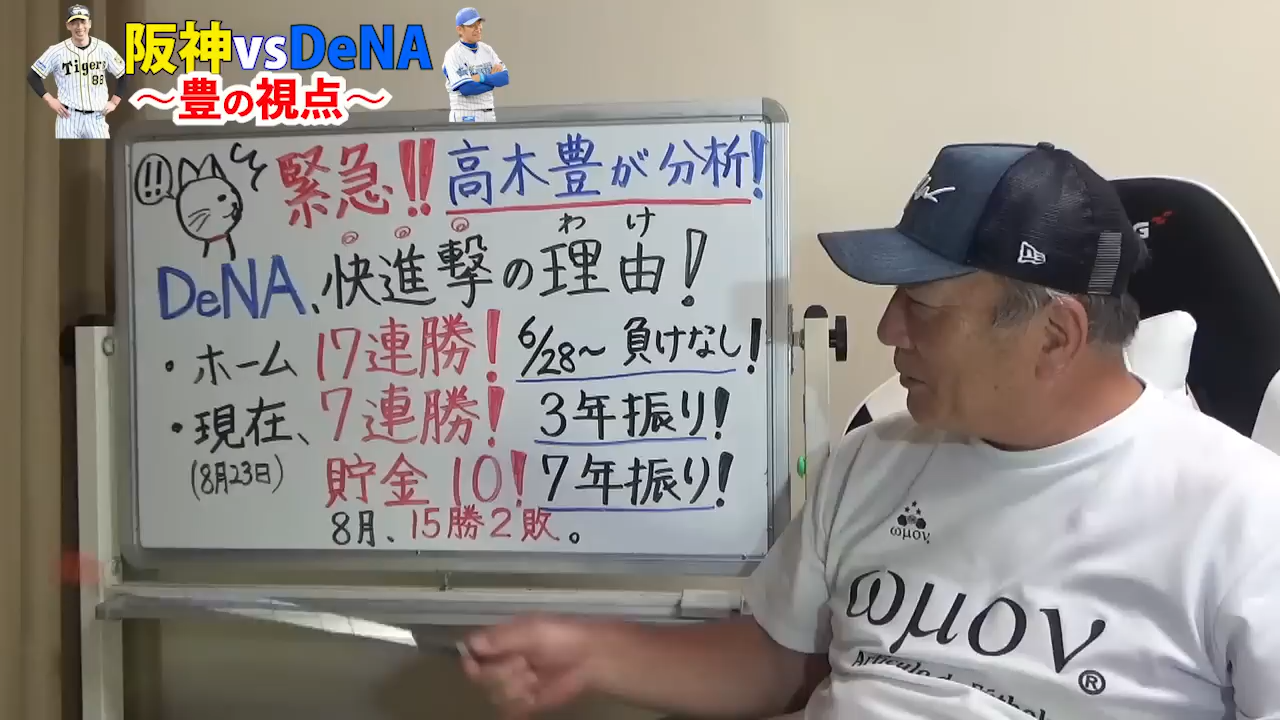 阪神vsDeNA
〜豊の視点〜
Tigers
!!
緊急!! 高木豊が分析!
わけ
DeNA、快進撃の理由!
・ホーム 17連勝! 6/28〜 負けなし!
・現在、7連勝! 3年振り!
(8月23日) 貯金 10! 7年振り!
8月、15勝2敗。
ωμον
ωμον®